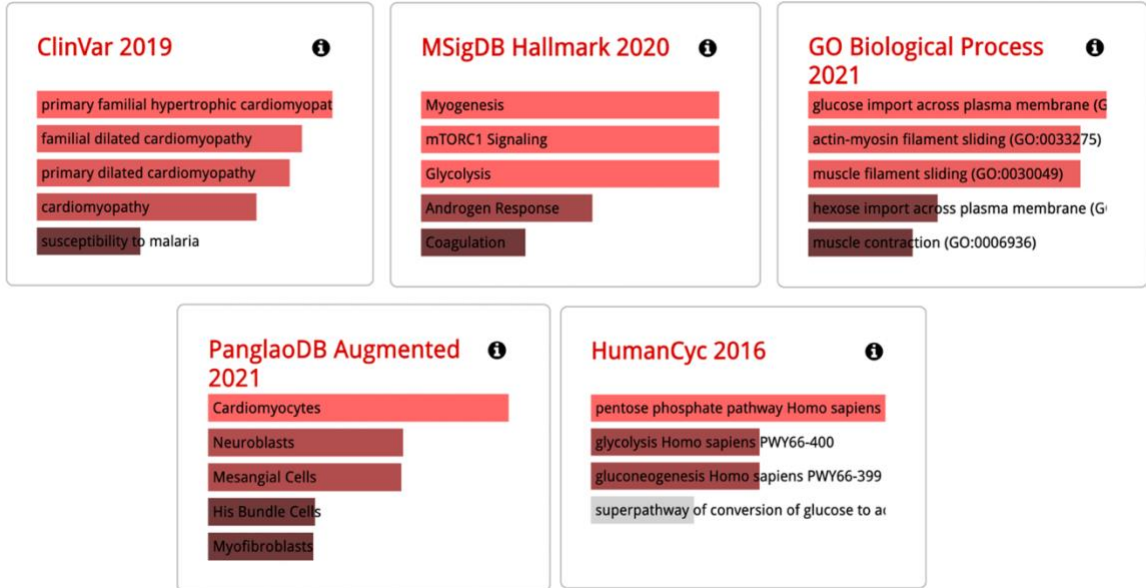 ClinVar 2019
primary familial hypertrophic cardiomyopat
familial dilated cardiomyopathy
primary dilated cardiomyopathy
cardiomyopathy
susceptibility to malaria
MSigDB Hallmark 2020
Myogenesis
mTORC1 Signaling
Glycolysis
Androgen Response
Coagulation
GO Biological Process
2021
glucose import across plasma membrane (G
actin-myosin filament sliding (GO:0033275)
muscle filament sliding (GO:0030049)
hexose import across plasma membrane (G
muscle contraction (GO:0006936)
PanglaoDB Augmented
2021
Cardiomyocytes
Neuroblasts
Mesangial Cells
His Bundle Cells
Myofibroblasts
HumanCyc 2016
pentose phosphate pathway Homo sapiens
glycolysis Homo sapiens PWY66-400
gluconeogenesis Homo sapiens PWY66-399
superpathway of conversion of glucose to a